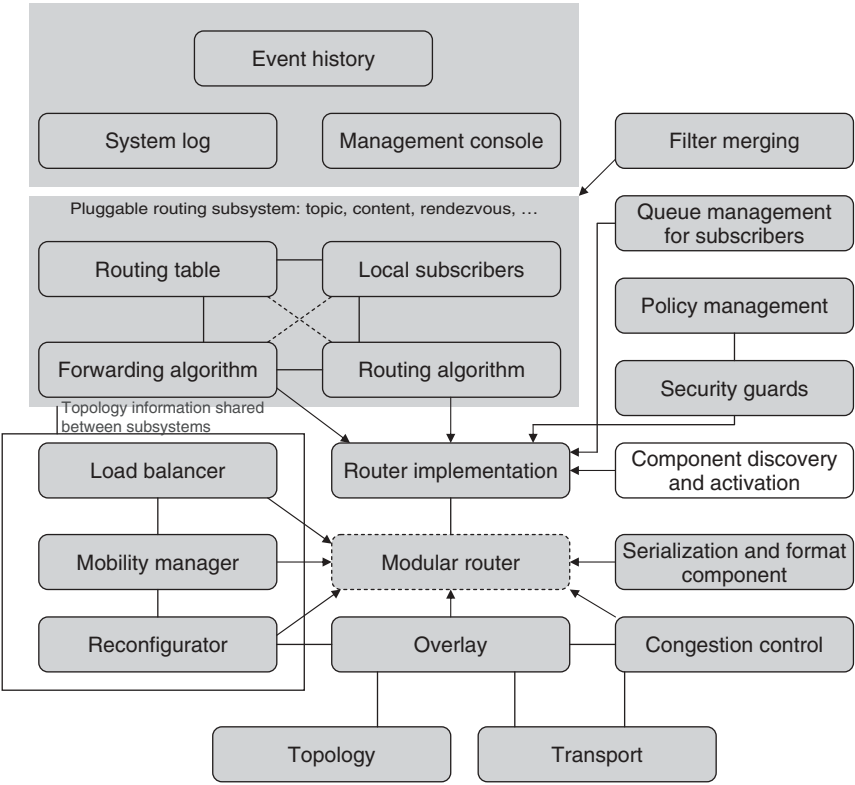 Event history
System log
Management console
Filter merging
Pluggable routing subsystem: topic, content, rendezvous, …
Queue management
for subscribers
Routing table
Local subscribers
Policy management
Forwarding algorithm
Routing algorithm
Security guards
Topology information shared
between subsystems
Load balancer
Router implementation
Component discovery
and activation
Mobility manager
Modular router
Serialization and format
component
Reconfigurator
Overlay
Congestion control
Topology
Transport